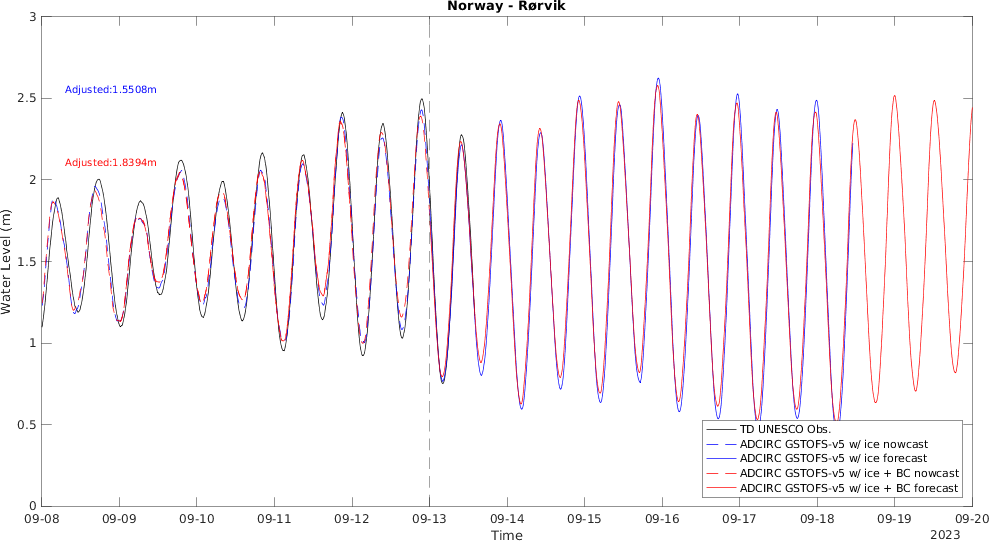 Norway - Rørvik
3
2.5
2
1.5
1
0.5
0
Water Level (m)
Adjusted:1.5508m
Adjusted:1.8394m
TD UNESCO Obs.
ADCIRC GSTOFS-v5 w/ ice nowcast
ADCIRC GSTOFS-v5 w/ ice forecast
ADCIRC GSTOFS-v5 w/ ice + BC nowcast
ADCIRC GSTOFS-v5 w/ ice + BC forecast
09-08 09-09 09-10 09-11 09-12 09-13 09-14 09-15 09-16 09-17 09-18 09-19 09-20
Time
2023